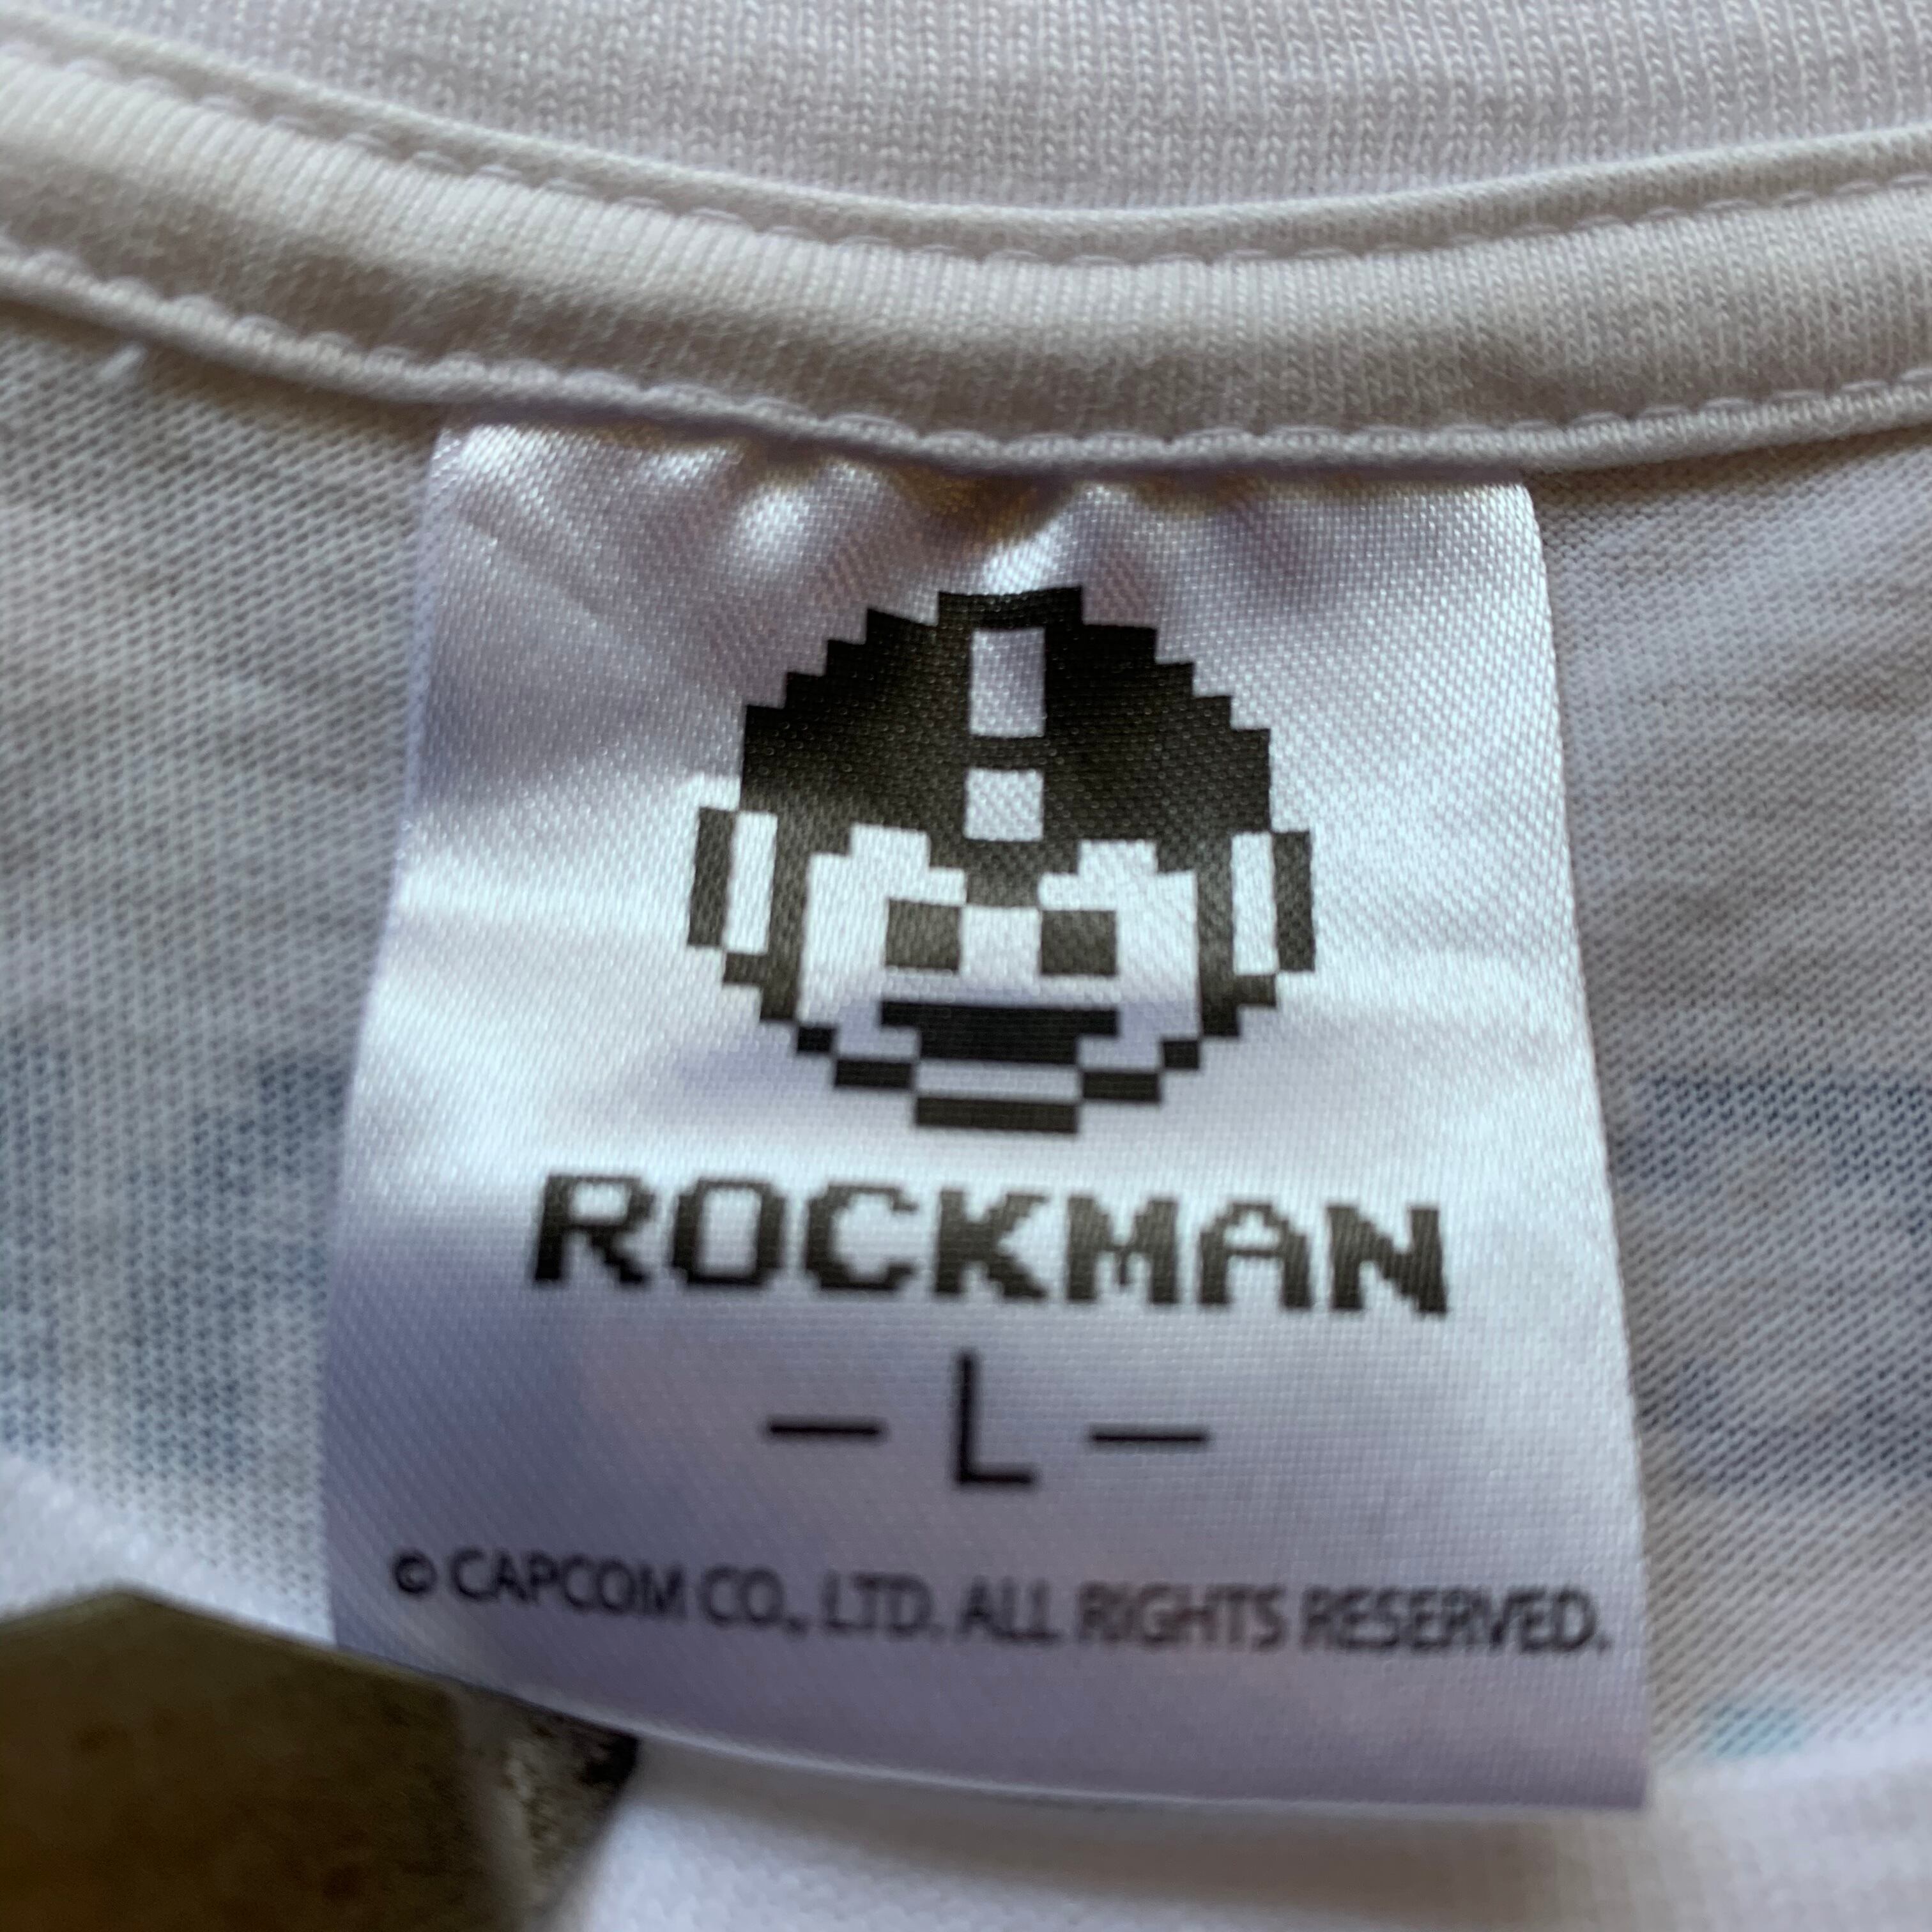 ROCKMAN
– L –
© CAPCOM CO., LTD. ALL RIGHTS RESERVED.